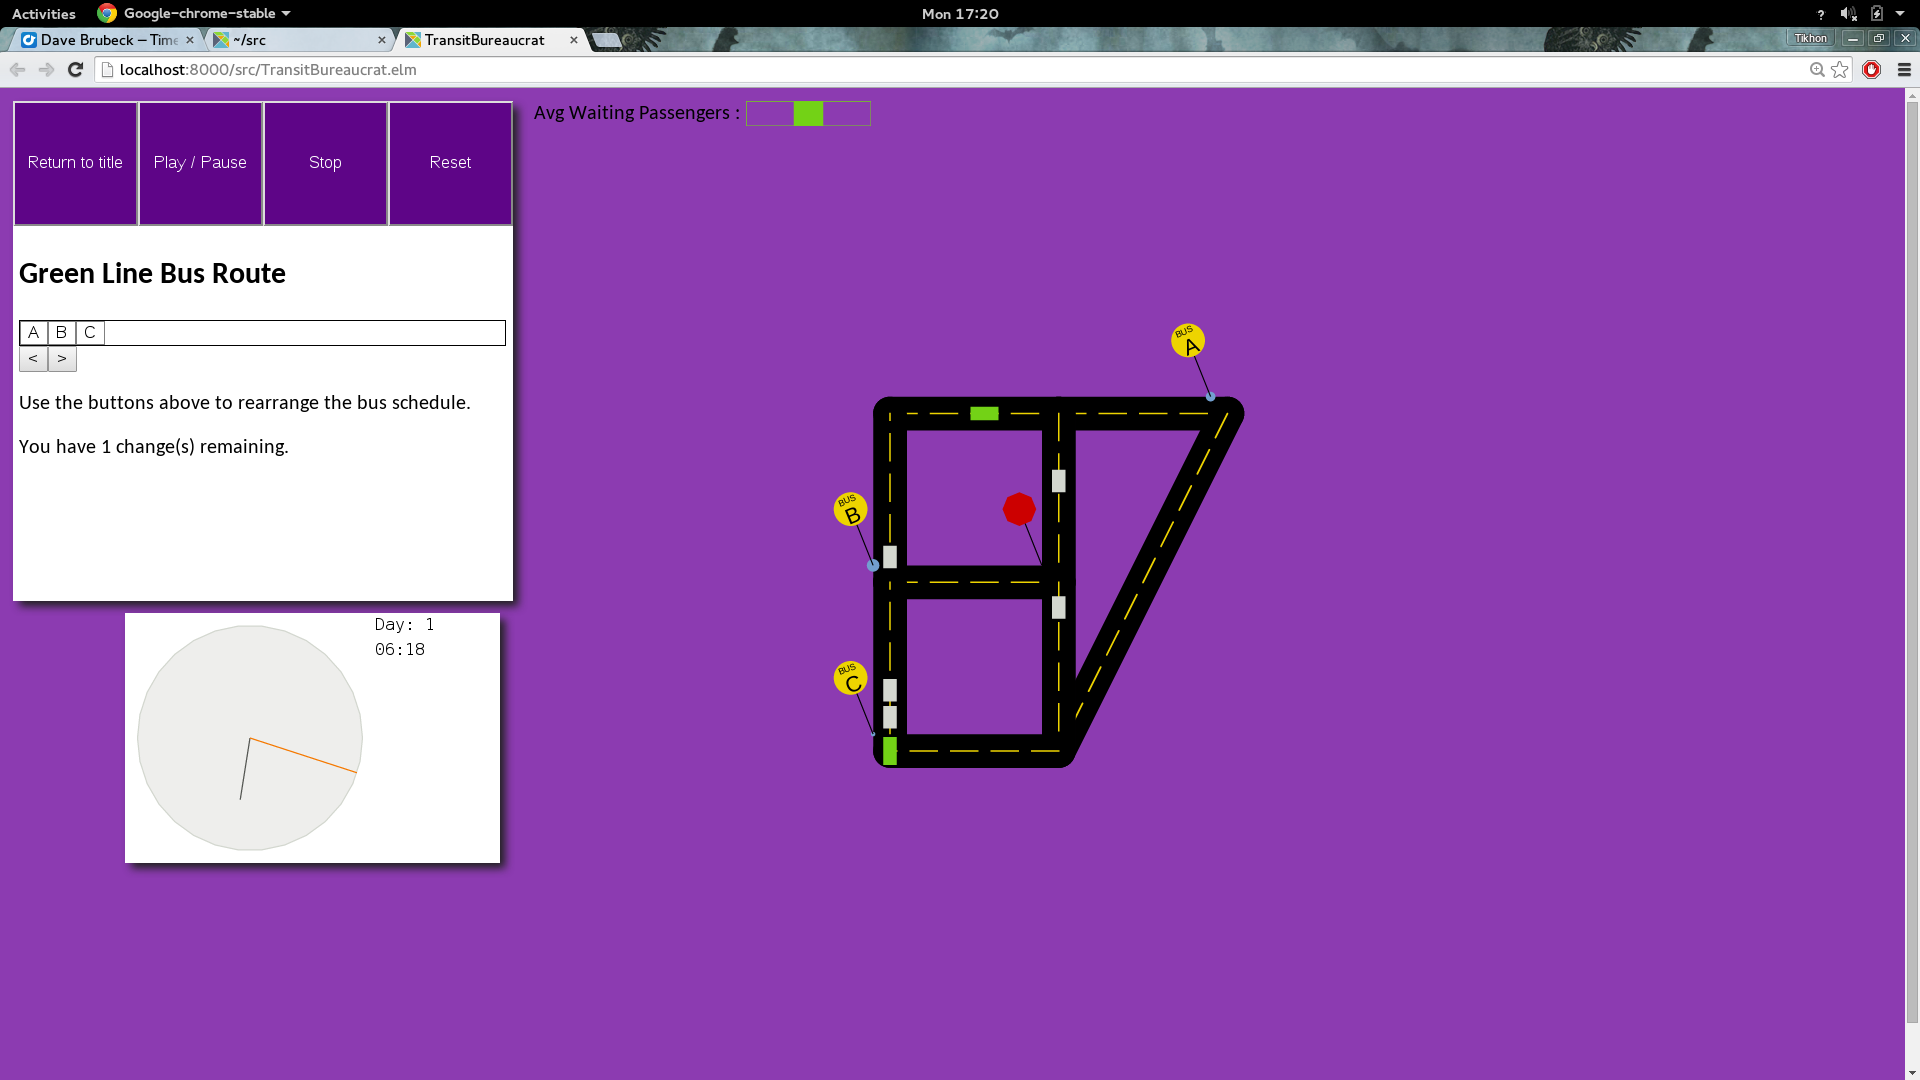 Activities Google-chrome-stable Mon 17:20 ?
Dave Brubeck – Time ~/src TransitBureaucrat Tikhon
localhost:8000/src/TransitBureaucrat.elm
Return to title Play / Pause Stop Reset
Avg Waiting Passengers :
Green Line Bus Route
A B C
< >
Use the buttons above to rearrange the bus schedule.
You have 1 change(s) remaining.
Day: 1
06:18
BUS
A
BUS
B
BUS
C